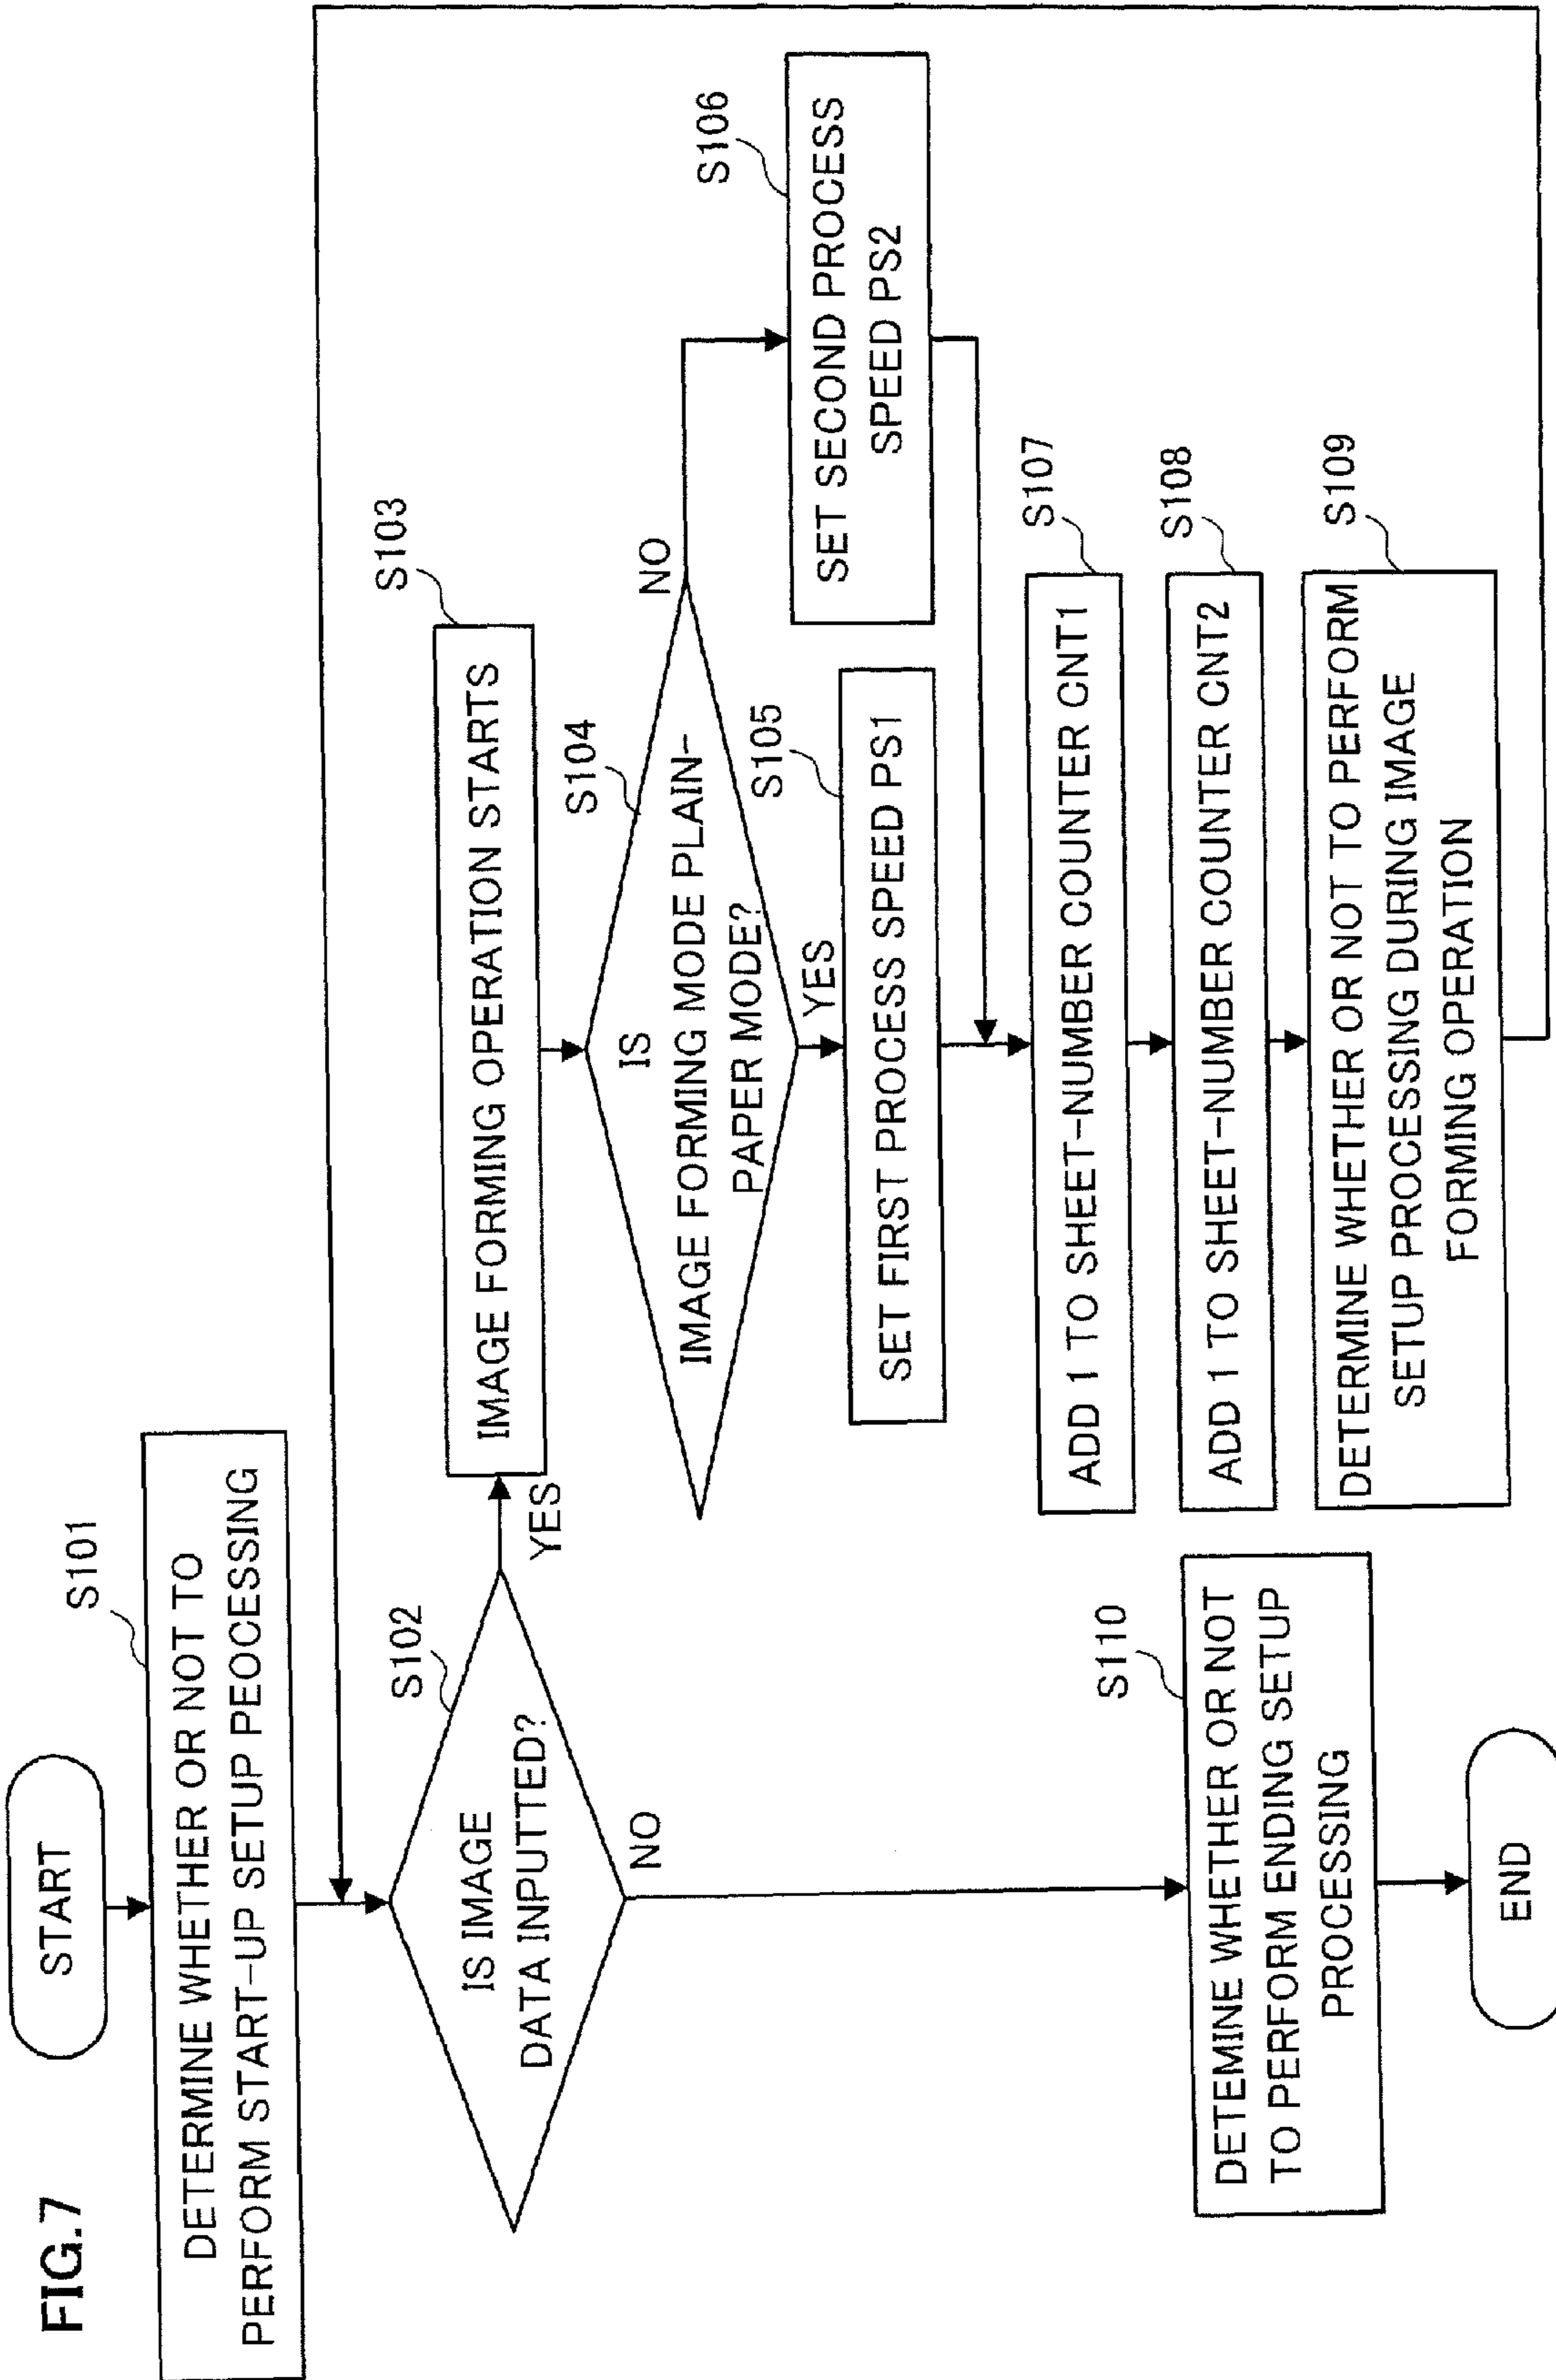 FIG.7
START
S101
DETERMINE WHETHER OR NOT TO
PERFORM START-UP SETUP PEOCESSING
S102
IS IMAGE
DATA INPUTTED?
YES
NO
S103
IMAGE FORMING OPERATION STARTS
S104
IS
IMAGE FORMING MODE PLAIN-
PAPER MODE?
NO
YES
S105
SET FIRST PROCESS SPEED PS1
S106
SET SECOND PROCESS
SPEED PS2
S107
ADD 1 TO SHEET-NUMBER COUNTER CNT1
S108
ADD 1 TO SHEET-NUMBER COUNTER CNT2
S109
DETERMINE WHETHER OR NOT TO PERFORM
SETUP PROCESSING DURING IMAGE
FORMING OPERATION
S110
DETEMINE WHETHER OR NOT
TO PERFORM ENDING SETUP
PROCESSING
END